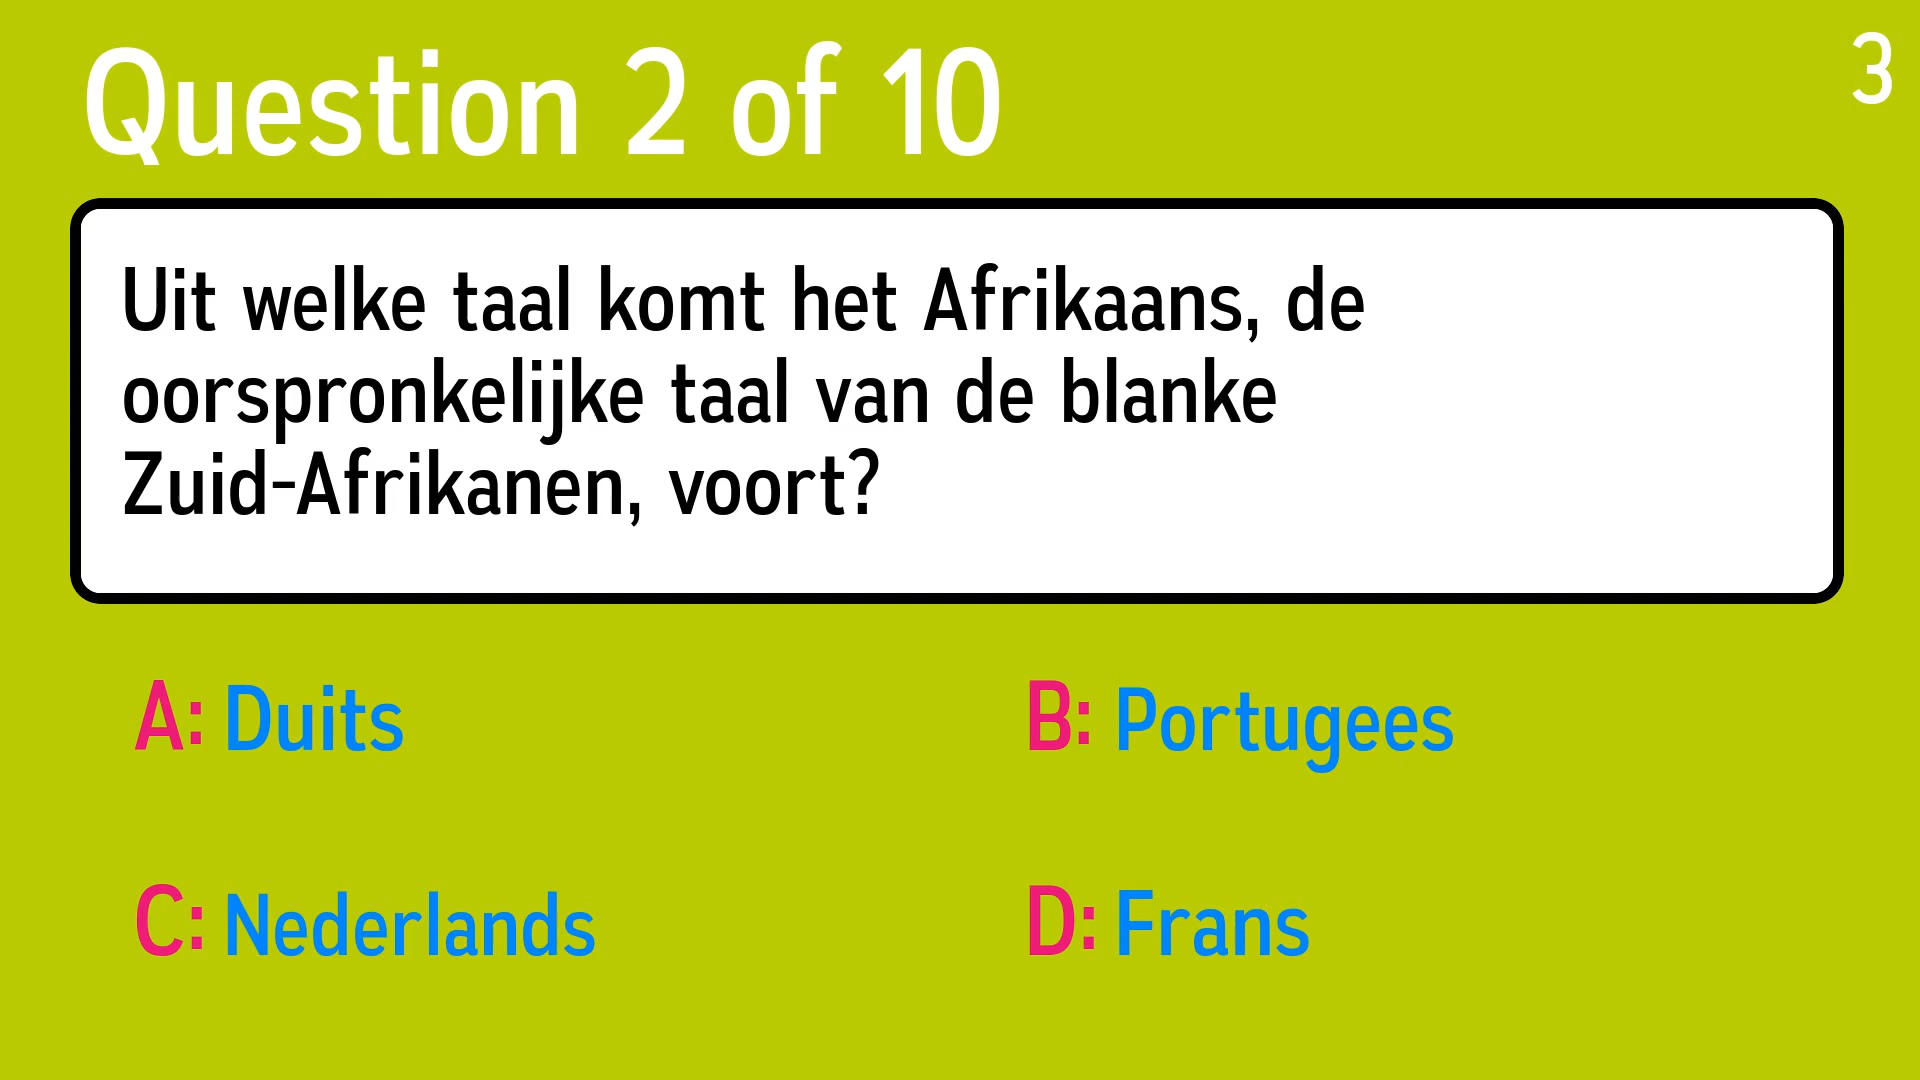 Question 2 of 10
3
Uit welke taal komt het Afrikaans, de
oorspronkelijke taal van de blanke
Zuid-Afrikanen, voort?
A: Duits
B: Portugees
C: Nederlands
D: Frans